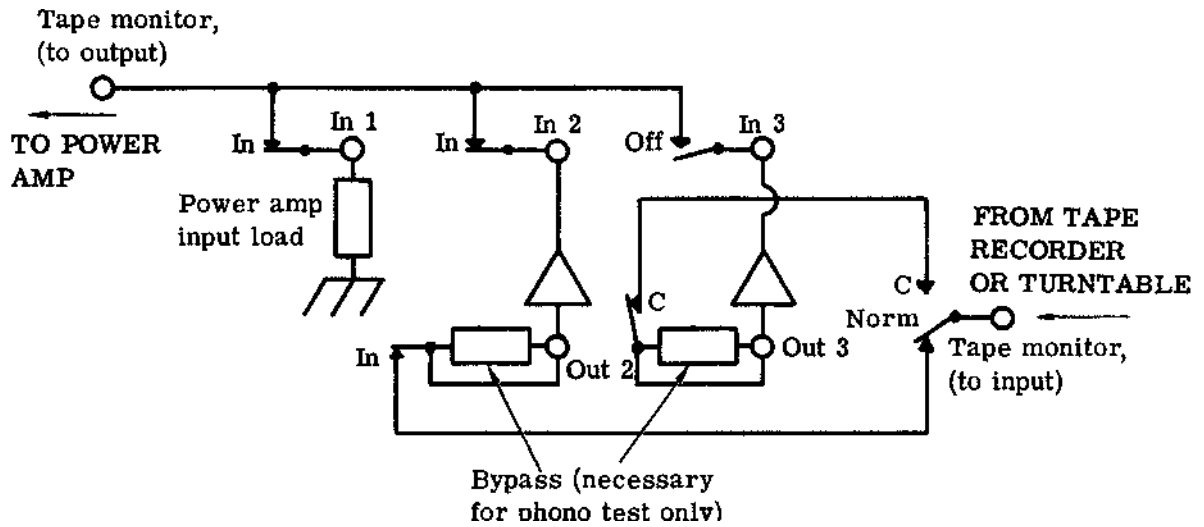 Tape monitor,
(to output)
TO POWER
AMP
In
In 1
In
In 2
Off
In 3
Power amp
input load
FROM TAPE
RECORDER
OR TURNTABLE
C
C
Norm
In
Out 2
Out 3
Tape monitor,
(to input)
Bypass (necessary
for phono test only)